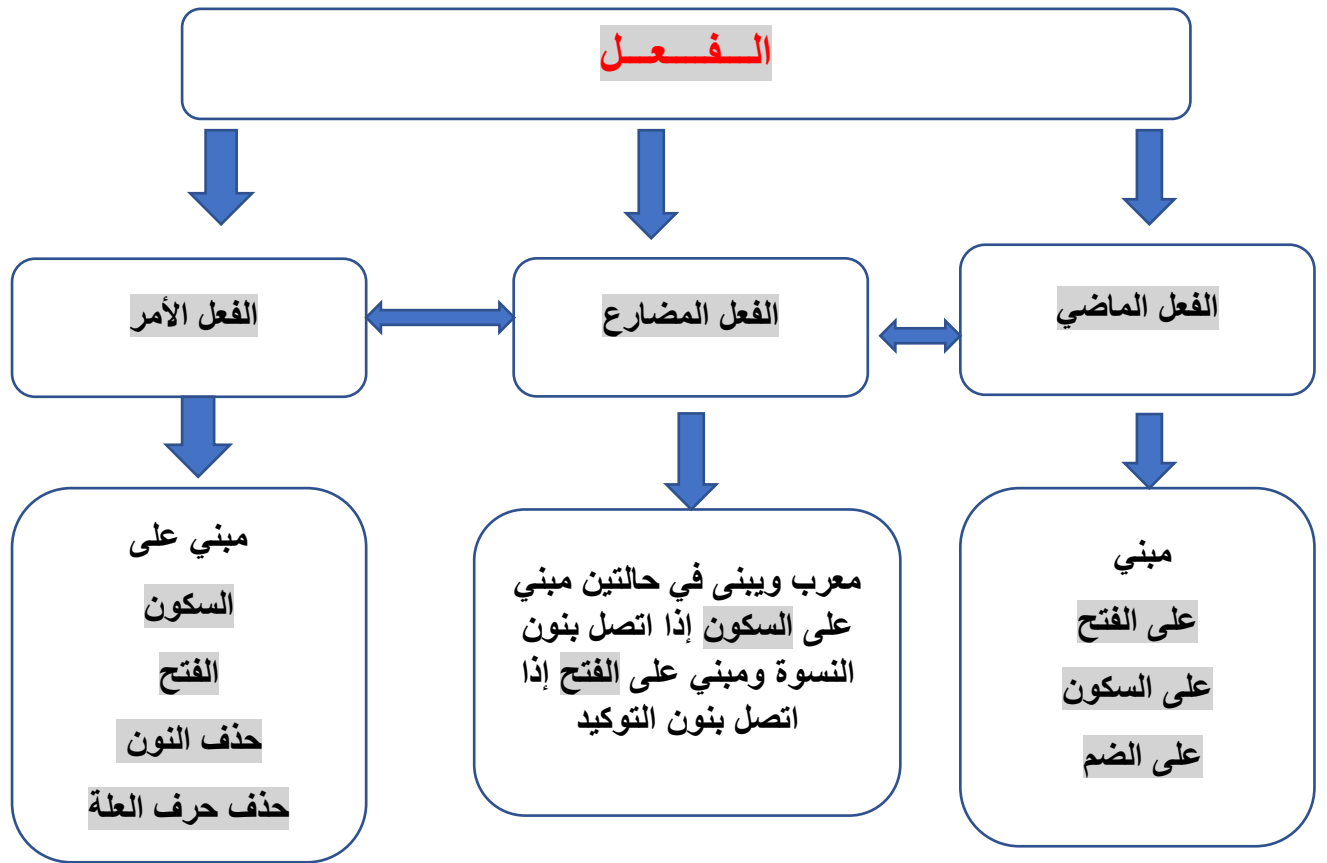 الـــفـــعـــل
الفعل الماضي
الفعل المضارع
الفعل الأمر
مبني
على الفتح
على السكون
على الضم
معرب ويبنى في حالتين مبني
على السكون إذا اتصل بنون
النسوة ومبني على الفتح إذا
اتصل بنون التوكيد
مبني على
السكون
الفتح
حذف النون
حذف حرف العلة